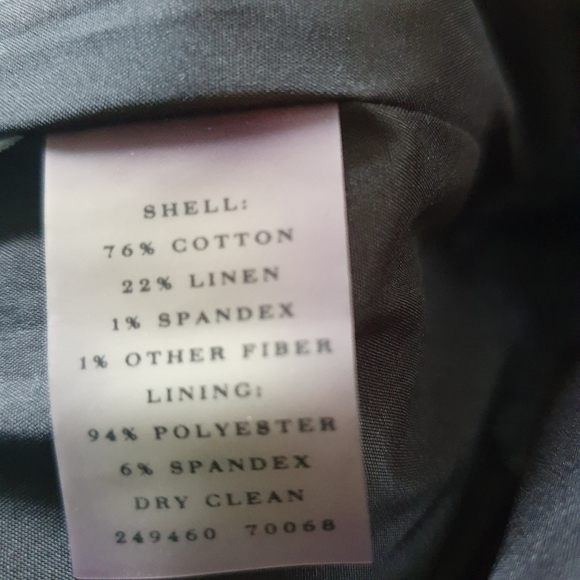 SHELL:
76% COTTON
22% LINEN
1% SPANDEX
1% OTHER FIBER
LINING:
94% POLYESTER
6% SPANDEX
DRY CLEAN
249460 70068